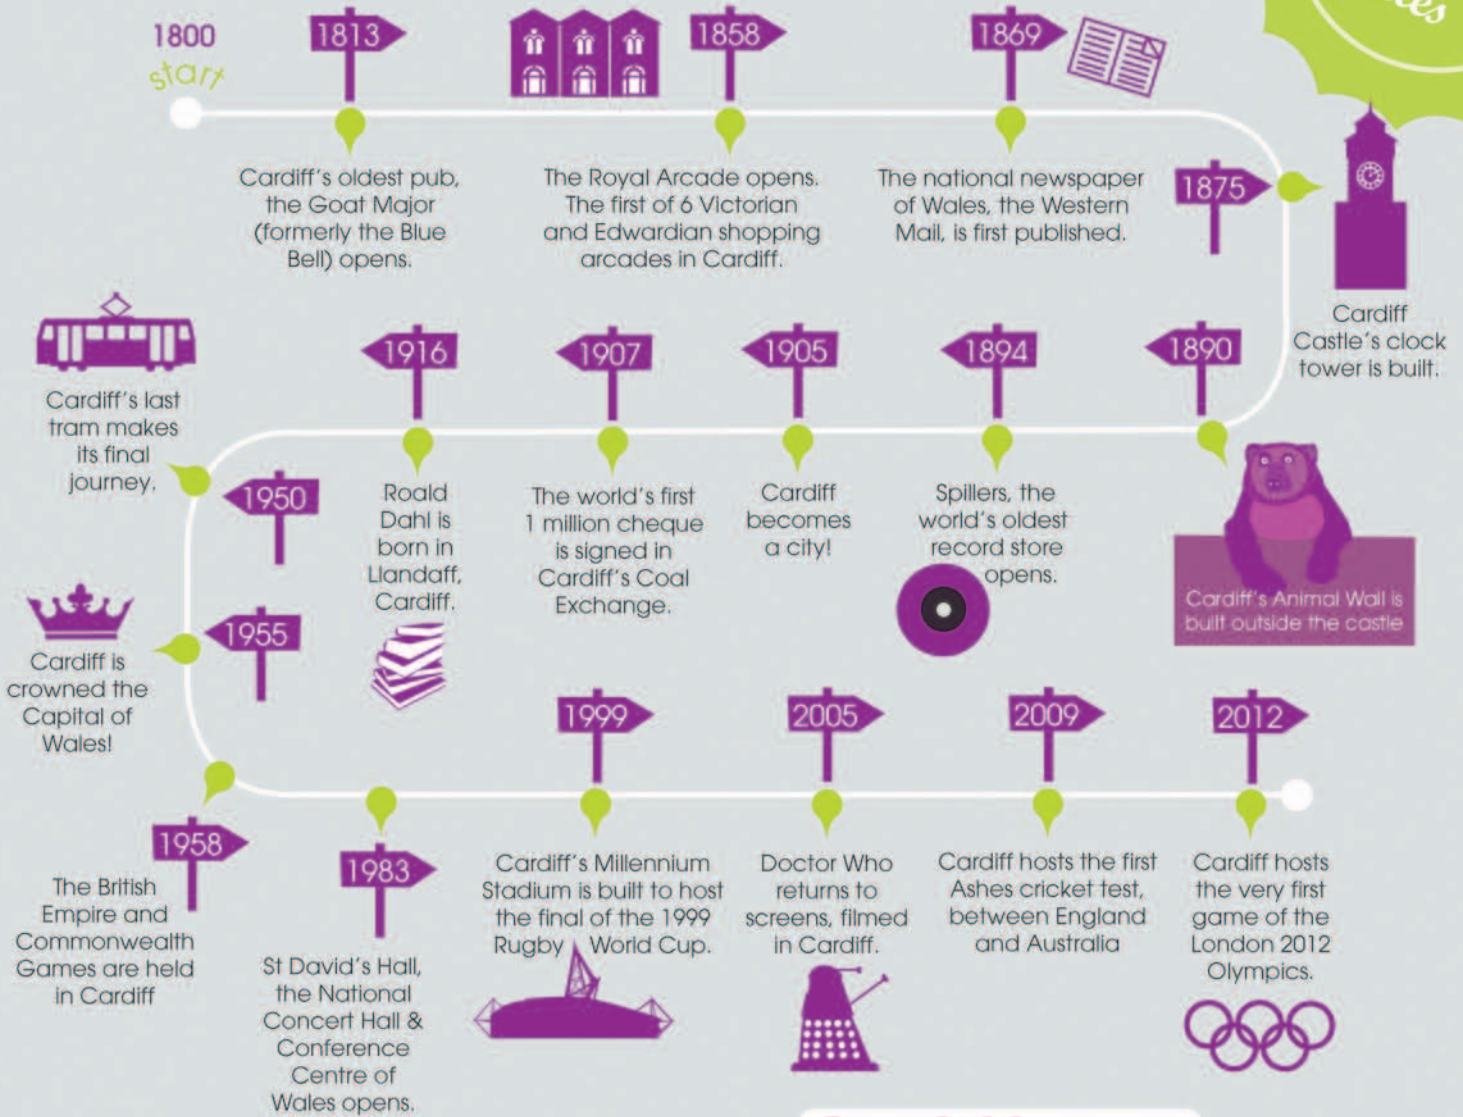 1800
start
1813
Cardiff's oldest pub,
the Goat Major
(formerly the Blue
Bell) opens.
1858
The Royal Arcade opens.
The first of 6 Victorian
and Edwardian shopping
arcades in Cardiff.
1869
The national newspaper
of Wales, the Western
Mail, is first published.
1875
Cardiff
Castle's clock
tower is built.
1890
Cardiff's Animal Wall is
built outside the castle
1894
Spillers, the
world's oldest
record store
opens.
1905
Cardiff
becomes
a city!
1907
The world's first
1 million cheque
is signed in
Cardiff's Coal
Exchange.
1916
Roald
Dahl is
born in
Llandaff,
Cardiff.
1950
Cardiff's last
tram makes
its final
journey.
1955
Cardiff is
crowned the
Capital of
Wales!
1958
The British
Empire and
Commonwealth
Games are held
in Cardiff
1983
St David's Hall,
the National
Concert Hall &
Conference
Centre of
Wales opens.
1999
Cardiff's Millennium
Stadium is built to host
the final of the 1999
Rugby World Cup.
2005
Doctor Who
returns to
screens, filmed
in Cardiff.
2009
Cardiff hosts the first
Ashes cricket test,
between England
and Australia
2012
Cardiff hosts
the very first
game of the
London 2012
Olympics.